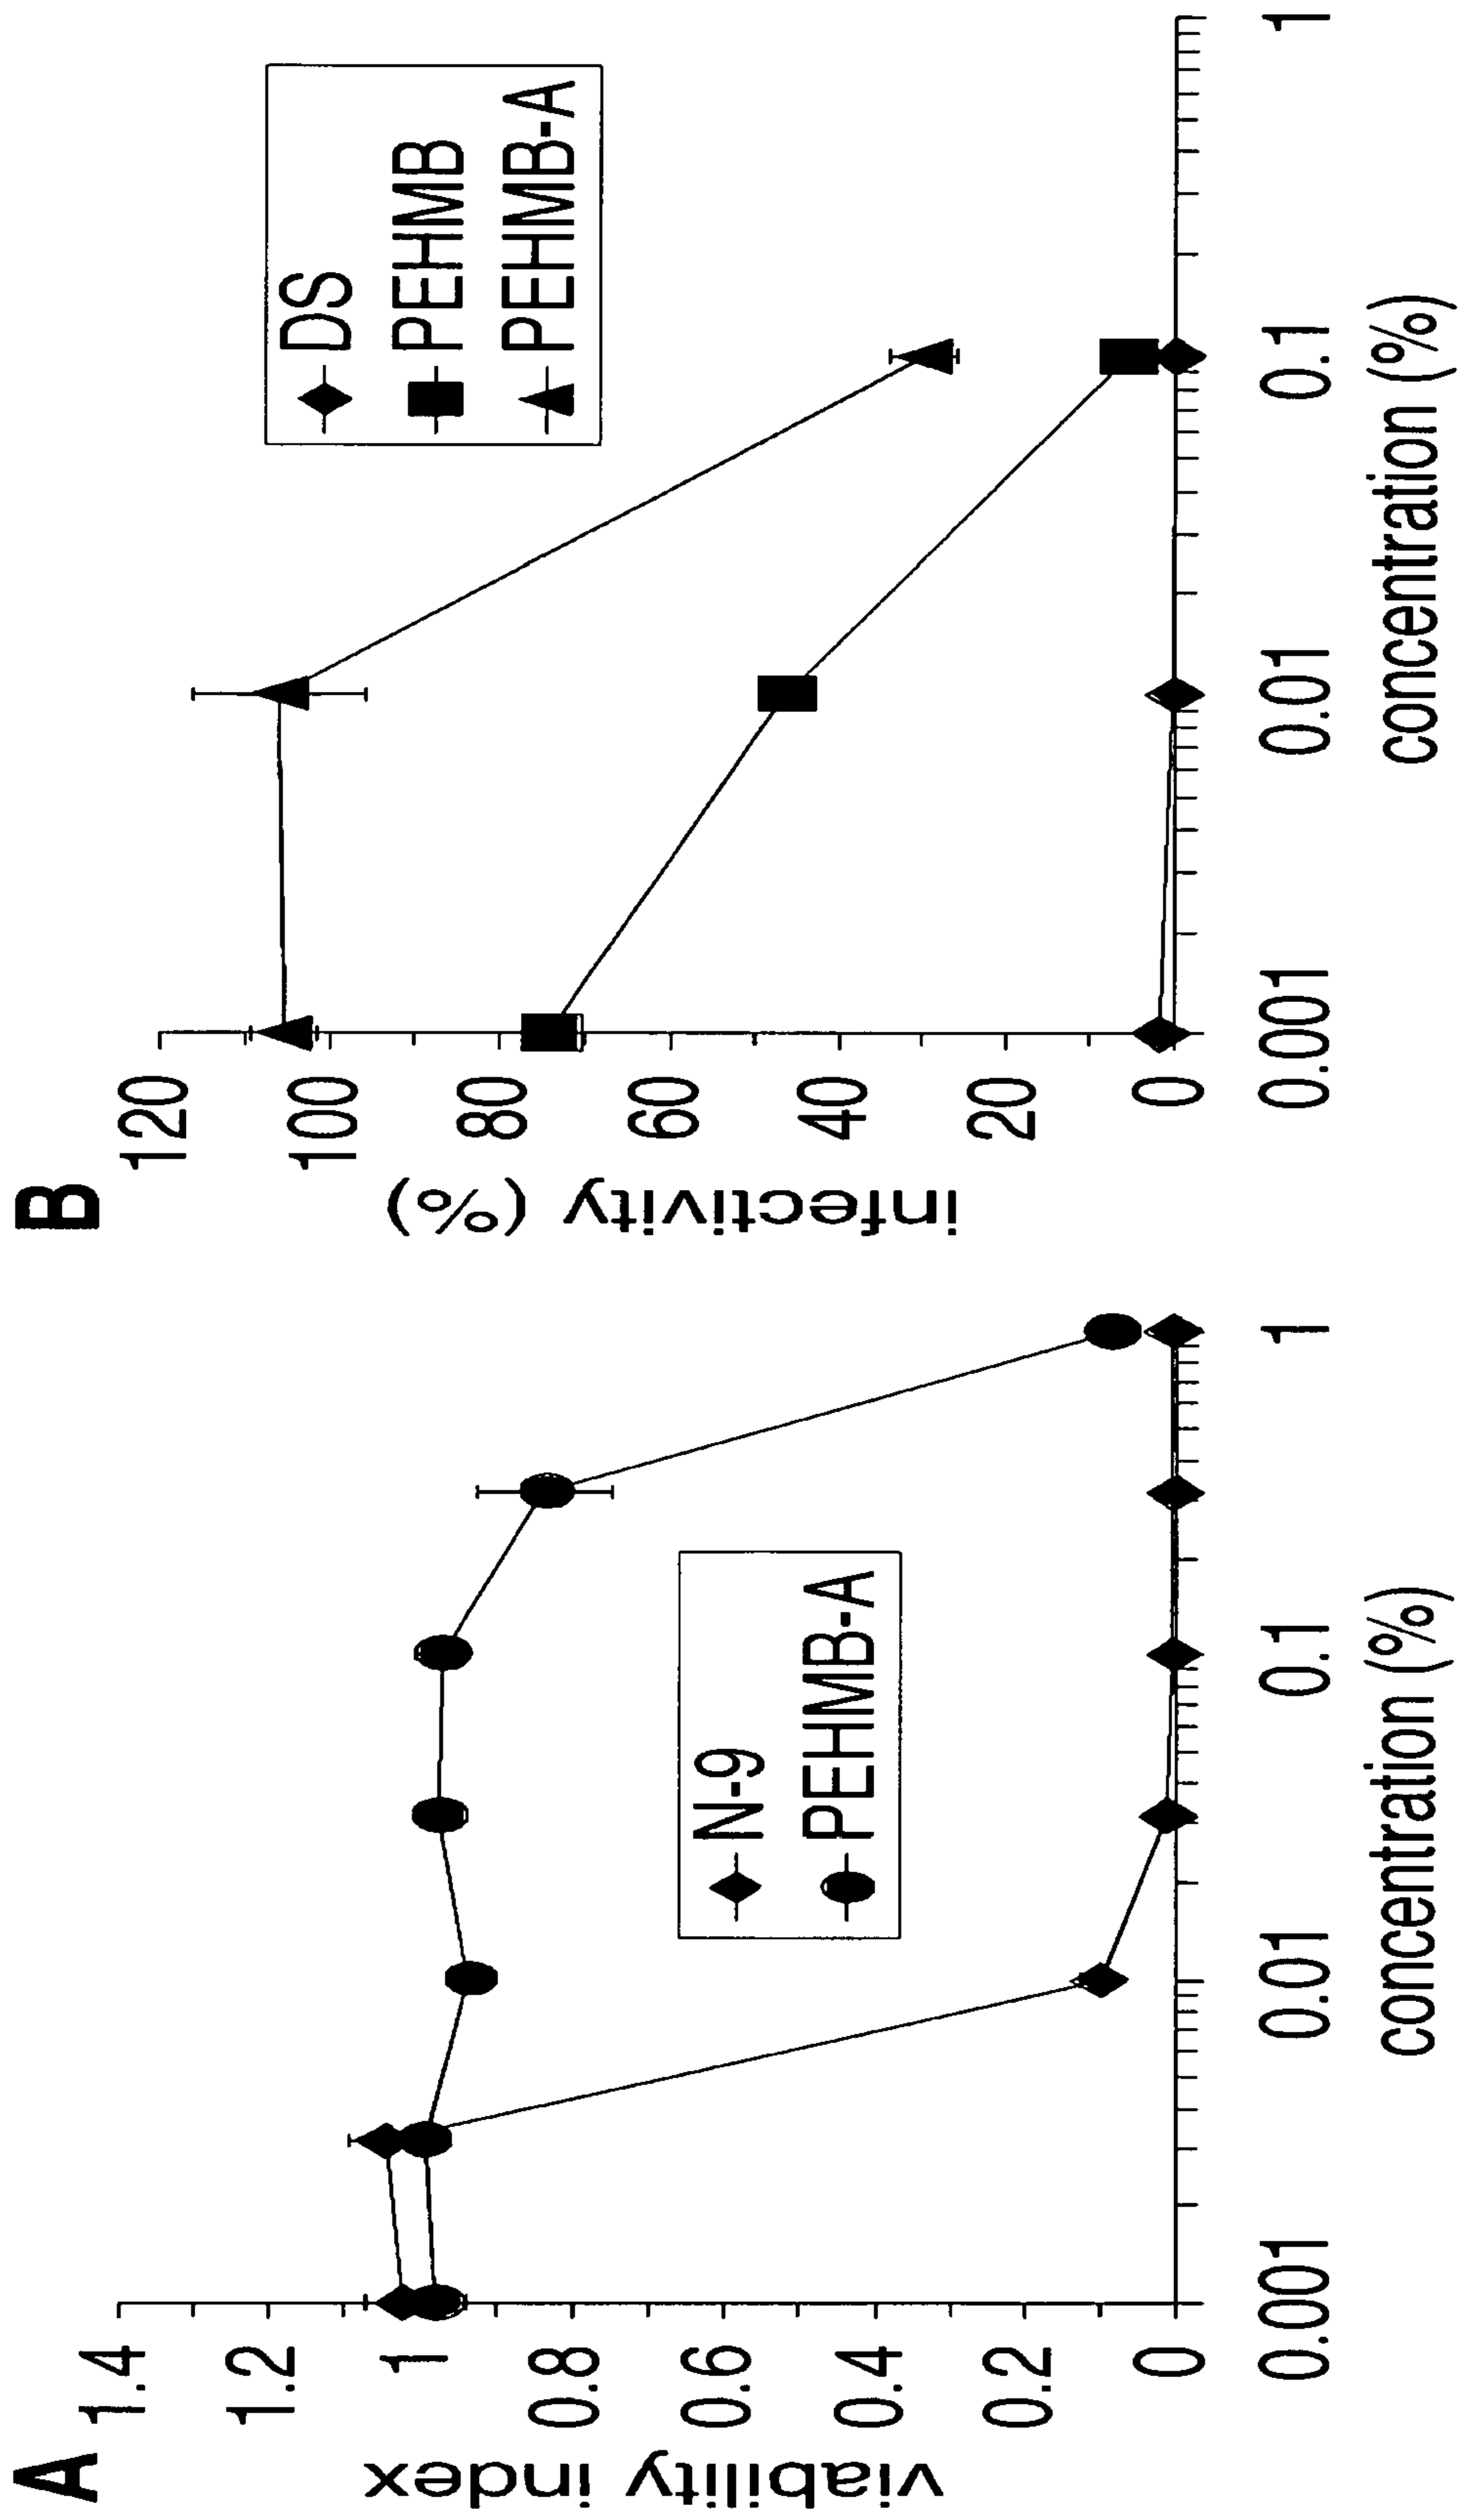 A
viability index
1.4
1.2
1
0.8
0.6
0.4
0.2
0
0.001
0.01
0.1
1
concentration (%)
N-9
PEHMB-A
B
infectivity (%)
120
100
80
60
40
20
0
0.001
0.01
0.1
1
concentration (%)
DS
PEHMB
PEHMB-A